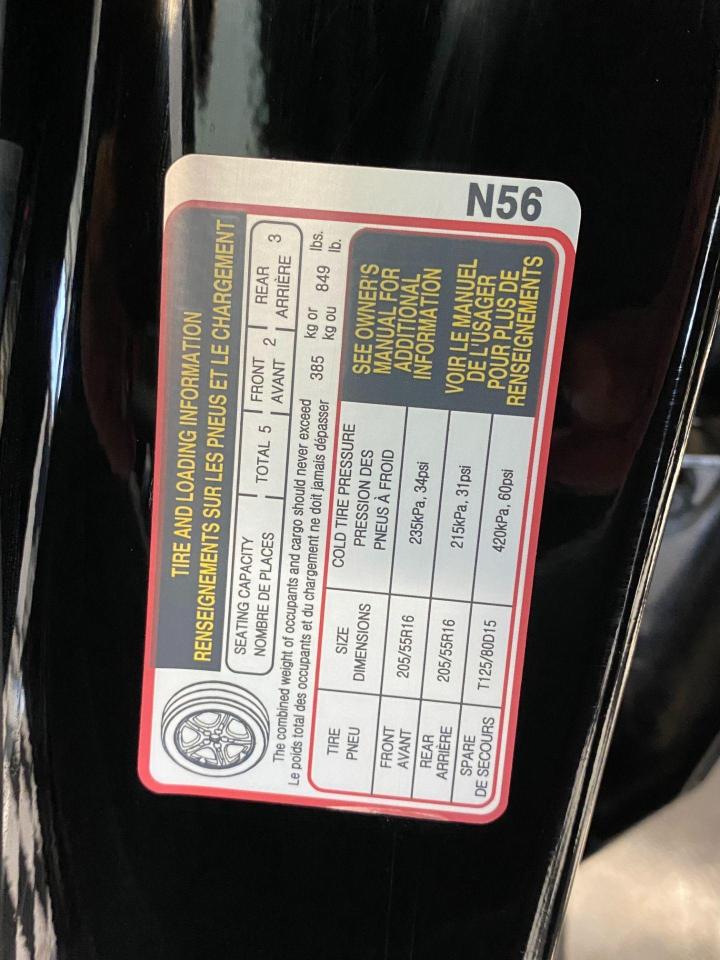 TIRE AND LOADING INFORMATION
RENSEIGNEMENTS SUR LES PNEUS ET LE CHARGEMENT
SEATING CAPACITY
NOMBRE DE PLACES
TOTAL 5
FRONT
AVANT 2
REAR
ARRIÈRE 3
The combined weight of occupants and cargo should never exceed
Le poids total des occupants et du chargement ne doit jamais dépasser
385 kg or
kg ou 849 lbs.
lb.
TIRE
PNEU
SIZE
DIMENSIONS
COLD TIRE PRESSURE
PRESSION DES
PNEUS À FROID
FRONT
AVANT
205/55R16
235kPa, 34psi
REAR
ARRIÈRE
205/55R16
215kPa, 31psi
SPARE
DE SECOURS
T125/80D15
420kPa, 60psi
SEE OWNER'S
MANUAL FOR
ADDITIONAL
INFORMATION
VOIR LE MANUEL
DE L'USAGER
POUR PLUS DE
RENSEIGNEMENTS
N56